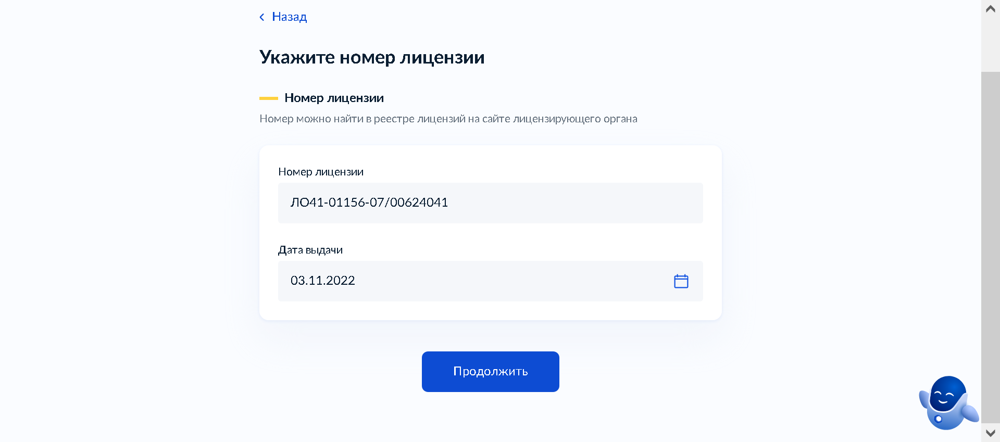 Назад
Укажите номер лицензии
Номер лицензии
Номер можно найти в реестре лицензий на сайте лицензирующего органа
Номер лицензии
ЛО41-01156-07/00624041
Дата выдачи
03.11.2022
Продолжить